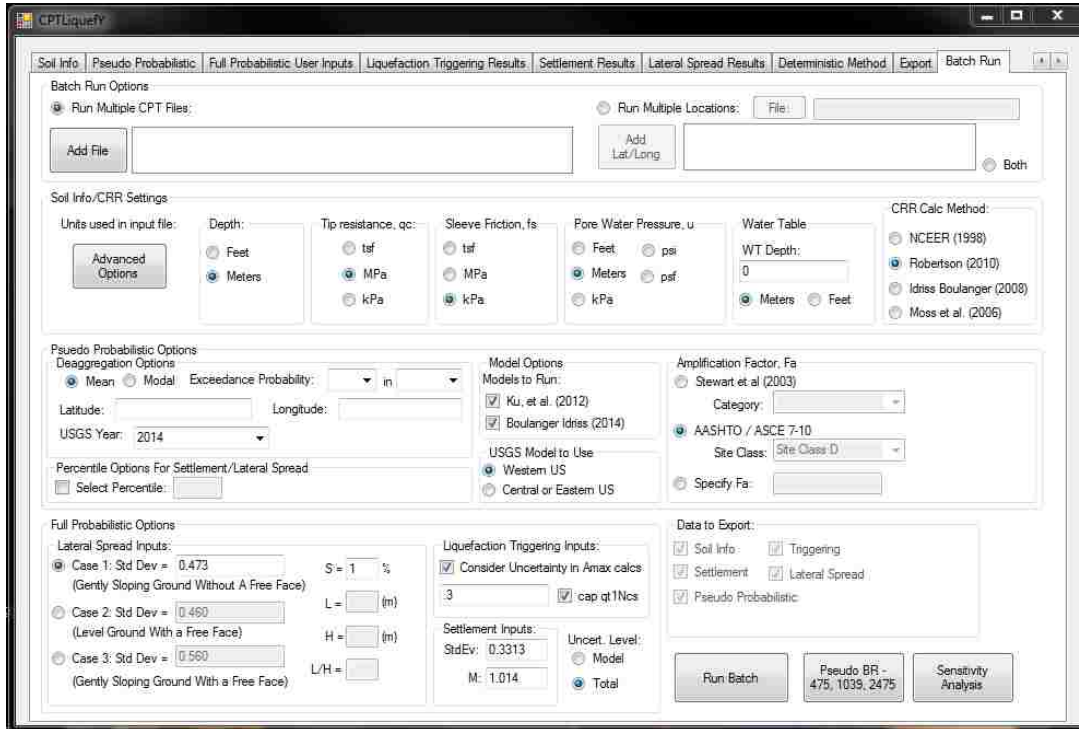 CPTLiquefY
Soil Info Pseudo Probabilistic Full Probabilistic User Inputs Liquefaction Triggering Results Settlement Results Lateral Spread Results Deterministic Method Export Batch Run
Batch Run Options
Run Multiple CPT Files:
Run Multiple Locations: File:
Add File
Add Lat/Long
Both
Soil Info/CRR Settings
Units used in input file:
Advanced Options
Depth:
Feet
Meters
Tip resistance, qc:
tsf
MPa
kPa
Sleeve Friction, fs
tsf
MPa
kPa
Pore Water Pressure, u
Feet psi
Meters psf
kPa
Water Table
WT Depth:
0
Meters Feet
CRR Calc Method:
NCEER (1998)
Robertson (2010)
Idriss Boulanger (2008)
Moss et al. (2006)
Psuedo Probabilistic Options
Deaggregation Options
Mean Modal Exceedance Probability: in
Latitude: Longitude:
USGS Year: 2014
Percentile Options For Settlement/Lateral Spread
Select Percentile:
Model Options
Models to Run:
Ku, et al. (2012)
Boulanger Idriss (2014)
USGS Model to Use
Western US
Central or Eastern US
Amplification Factor, Fa
Stewart et al (2003)
Category:
AASHTO / ASCE 7-10
Site Class: Site Class D
Specify Fa:
Full Probabilistic Options
Lateral Spread Inputs:
Case 1: Std Dev = 0.473
(Gently Sloping Ground Without A Free Face)
Case 2: Std Dev = 0.460
(Level Ground With a Free Face)
Case 3: Std Dev = 0.560
(Gently Sloping Ground With a Free Face)
S = 1 %
L = (m)
H = (m)
L/H =
Liquefaction Triggering Inputs:
Consider Uncertainty in Amax calcs
.3 cap qt1Ncs
Settlement Inputs:
StdEv: 0.3313
M: 1.014
Uncert. Level:
Model
Total
Data to Export:
Soil Info Triggering
Settlement Lateral Spread
Pseudo Probabilistic
Run Batch
Pseudo BR - 475, 1039, 2475
Sensitivity Analysis